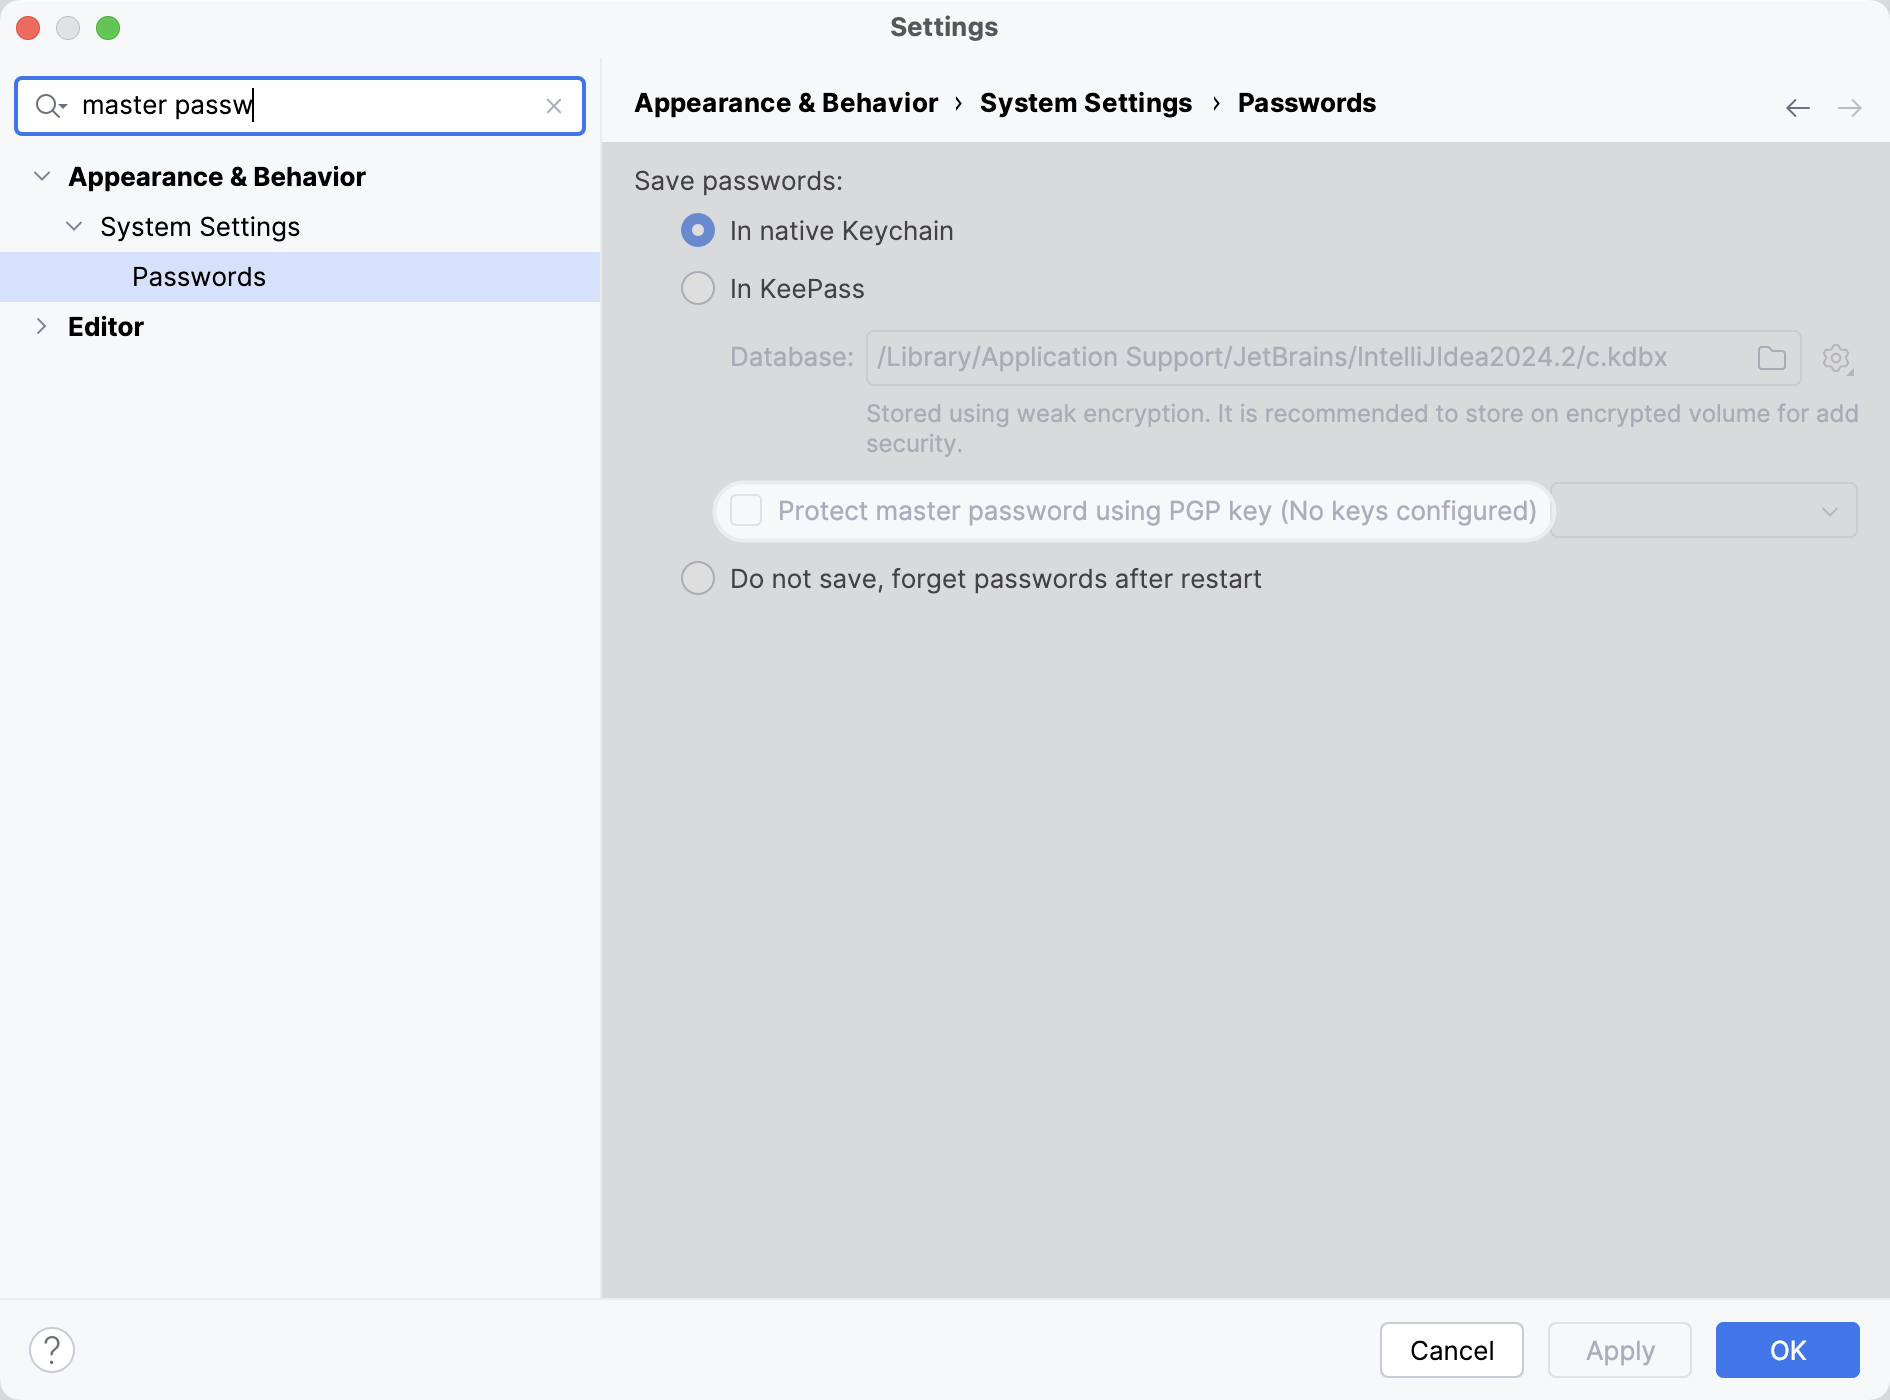 Settings
master passw
Appearance & Behavior
System Settings
Passwords
Editor
Appearance & Behavior › System Settings › Passwords
Save passwords:
In native Keychain
In KeePass
Database: /Library/Application Support/JetBrains/IntelliJIdea2024.2/c.kdbx
Stored using weak encryption. It is recommended to store on encrypted volume for add
security.
Protect master password using PGP key (No keys configured)
Do not save, forget passwords after restart
?
Cancel
Apply
OK